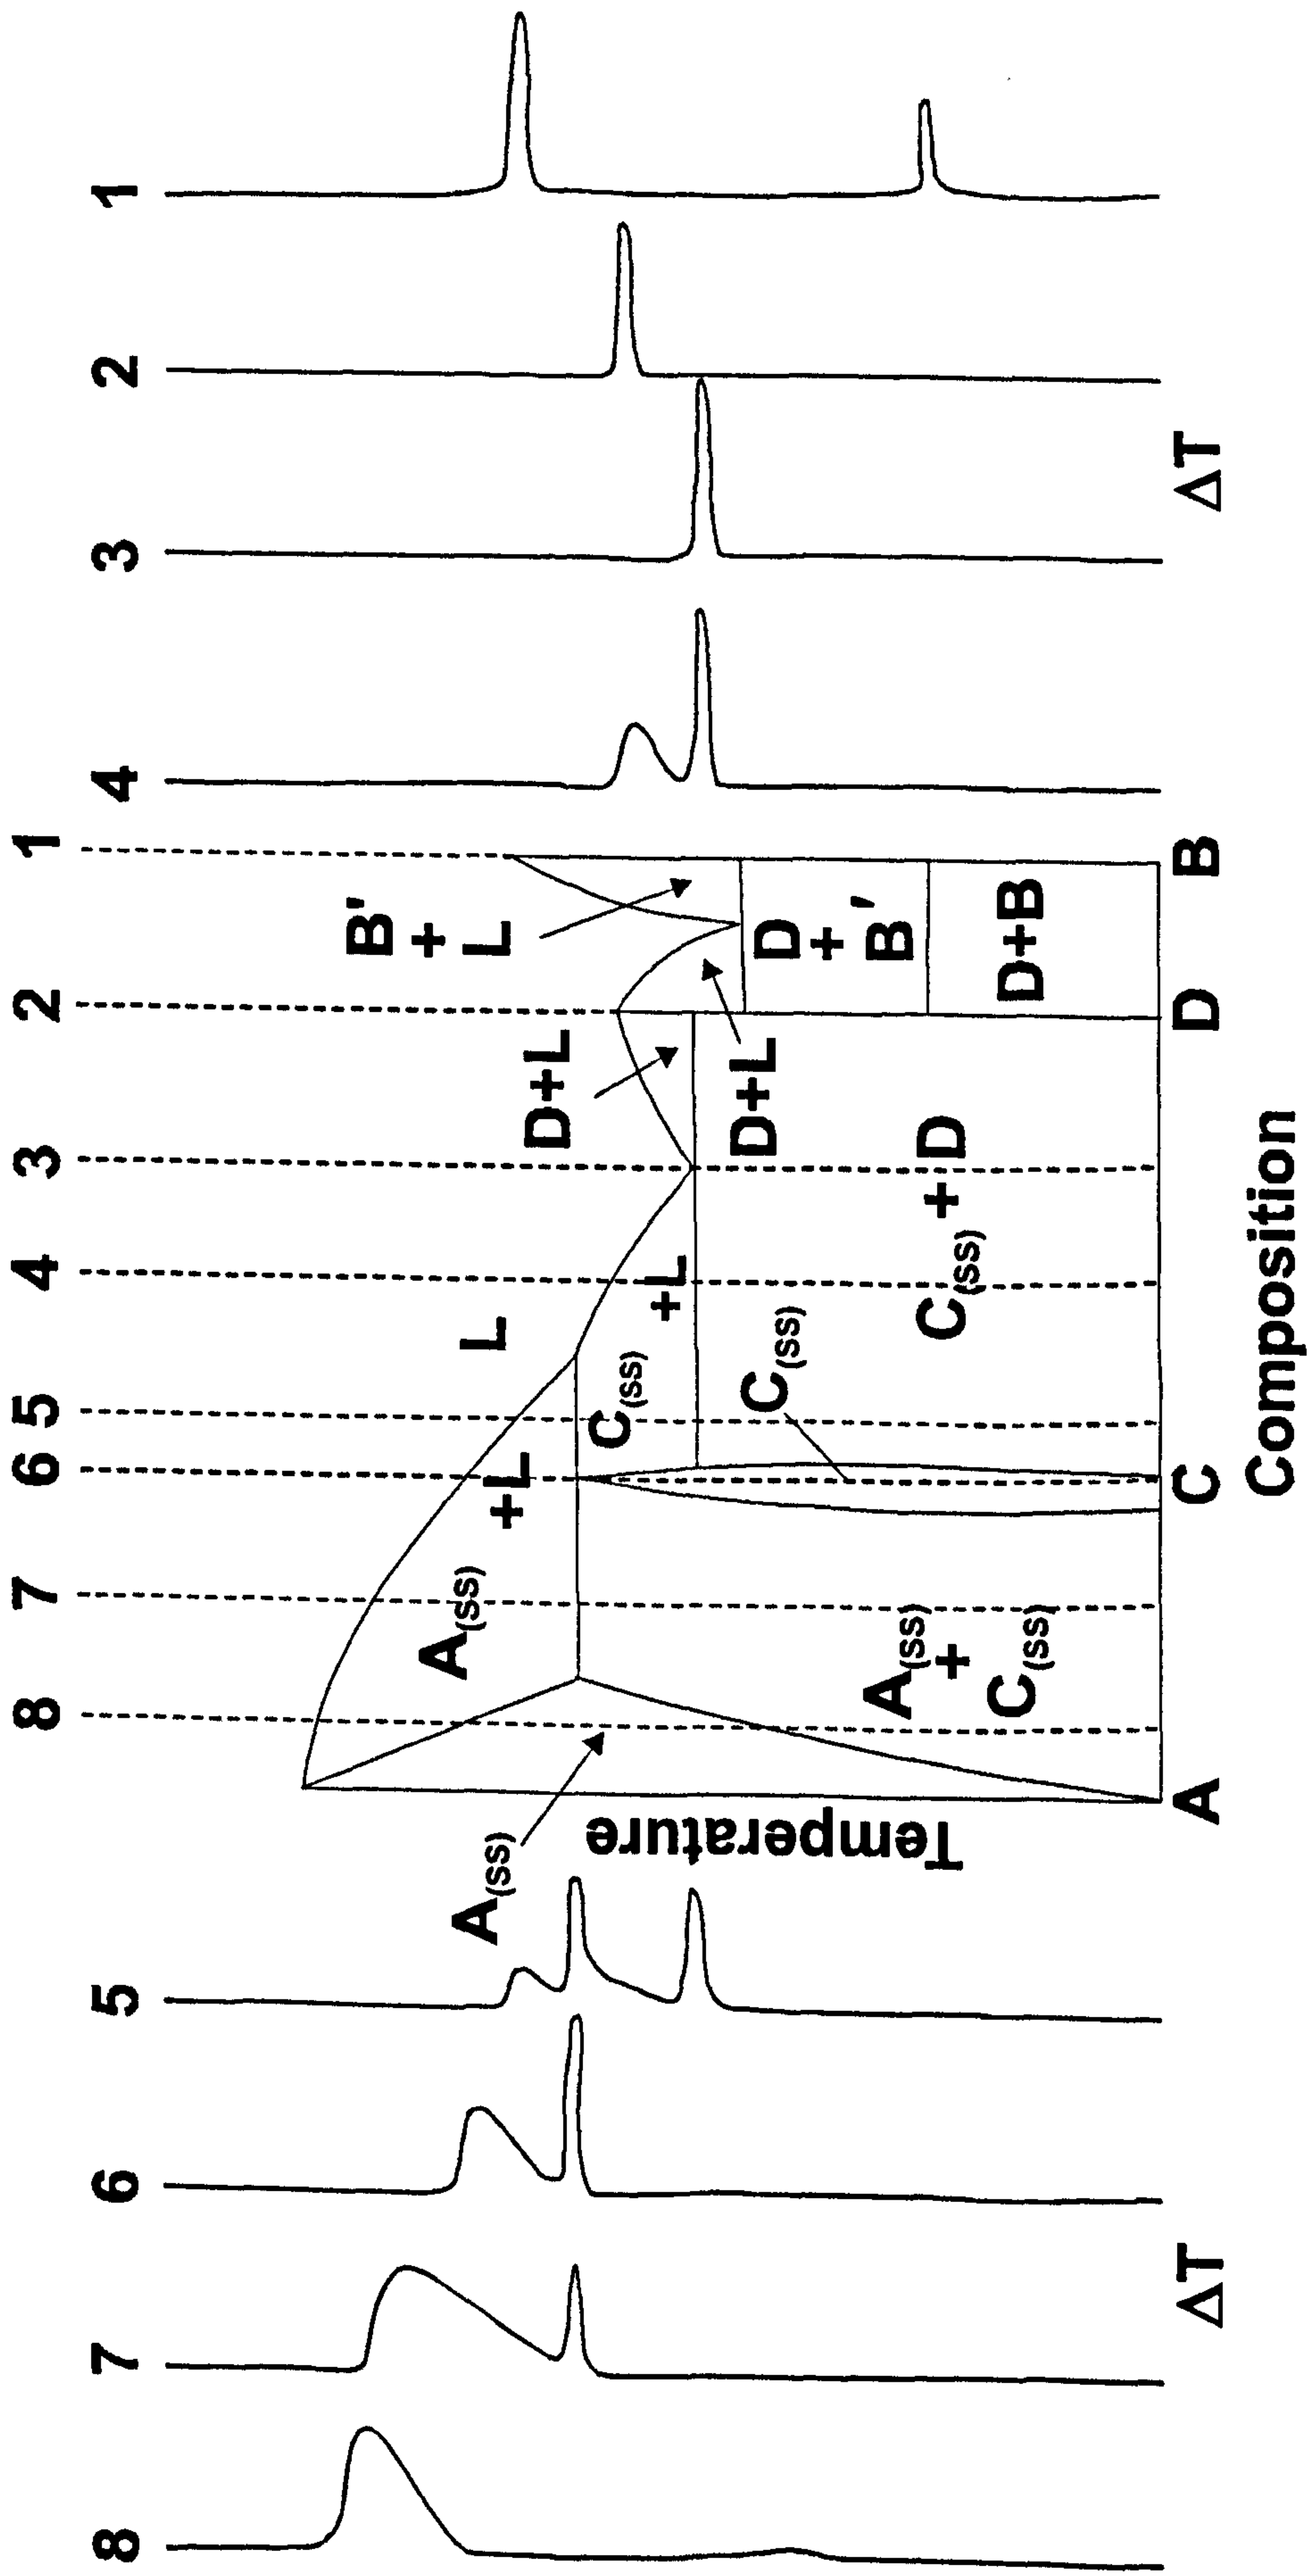 1
2
3
4
1
2
3
4
5
6
7
8
5
6
7
8
B'
+
L
D+L
L
A(ss)
+L
C(ss)
+L
D+L
D
+
B'
D+B
C(ss)
C(ss) + D
A(ss)
+
C(ss)
A(ss)
Temperature
A
C
D
B
Composition
ΔT
ΔT